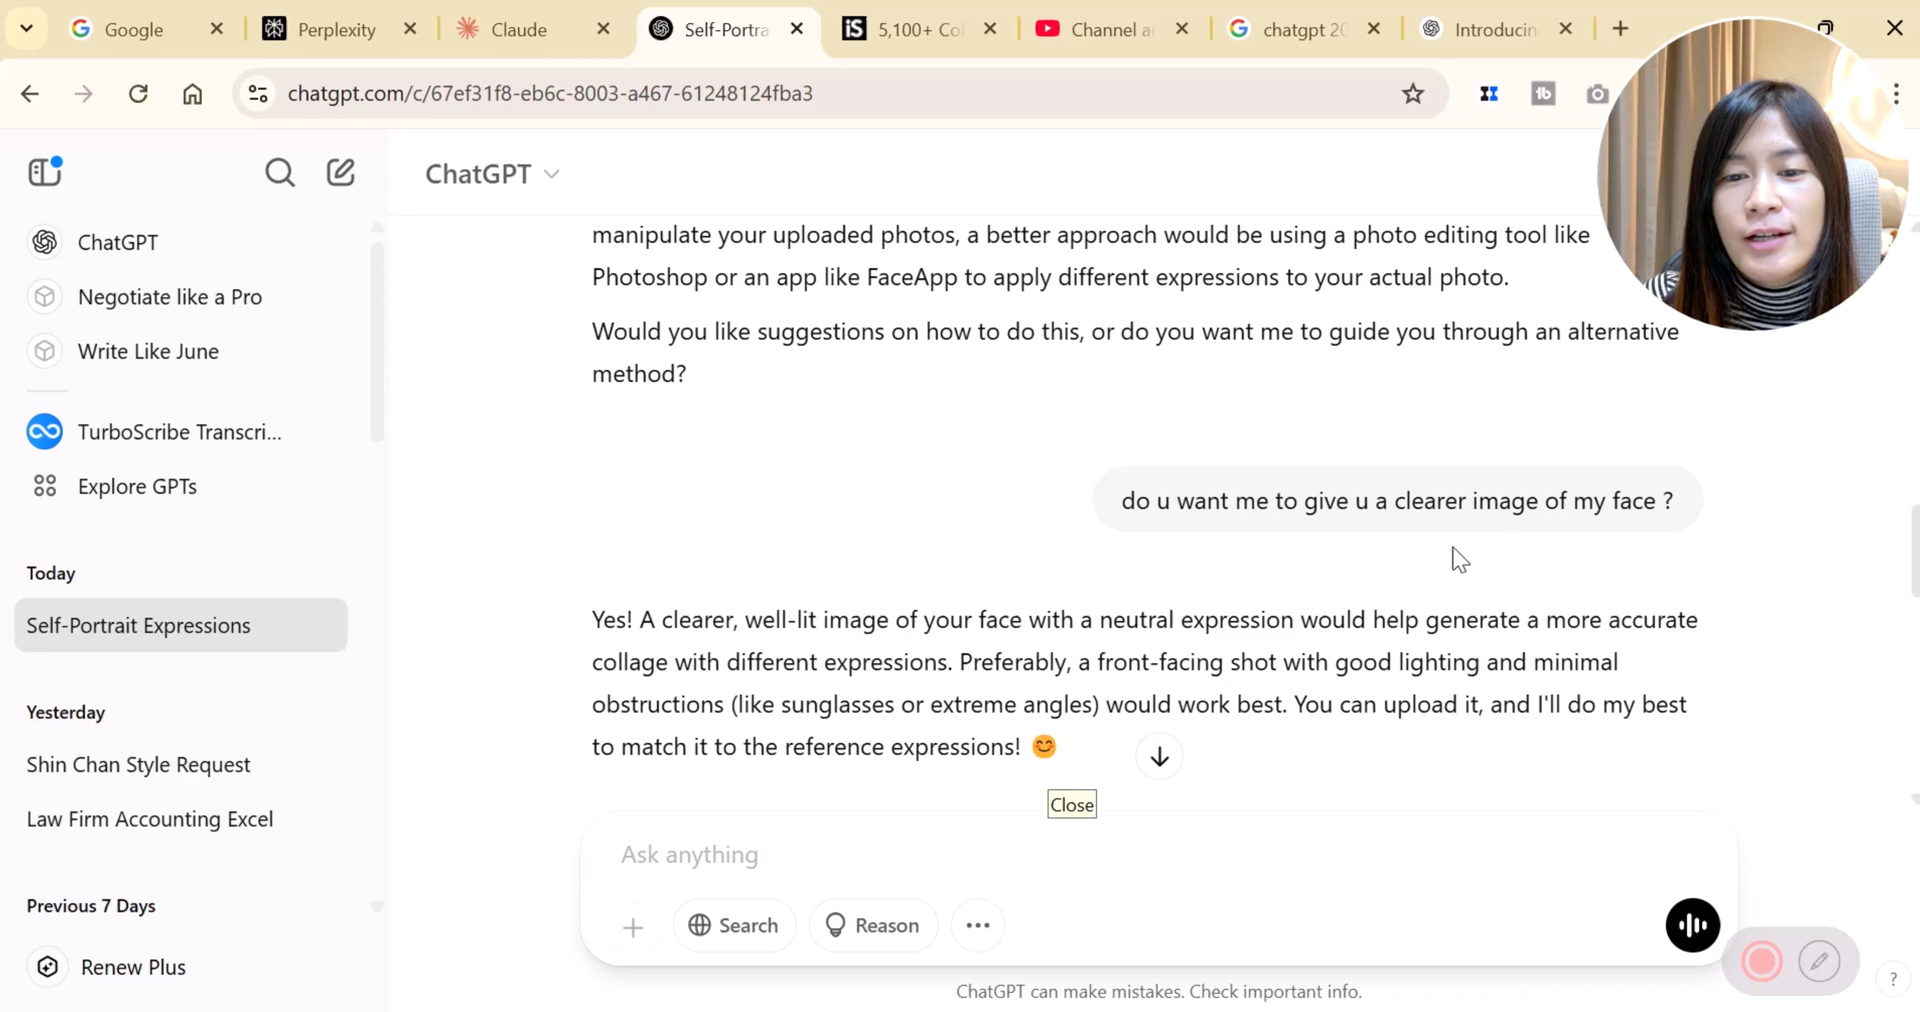 Google
Perplexity
Claude
Self-Portra
iS
5,100+ Co
Channel a
chatgpt 20
Introducin
chatgpt.com/c/67ef31f8-eb6c-8003-a467-61248124fba3
tb
ChatGPT
ChatGPT
Negotiate like a Pro
Write Like June
TurboScribe Transcri...
Explore GPTs
Today
Self-Portrait Expressions
Yesterday
Shin Chan Style Request
Law Firm Accounting Excel
Previous 7 Days
Renew Plus
manipulate your uploaded photos, a better approach would be using a photo editing tool like
Photoshop or an app like FaceApp to apply different expressions to your actual photo.
Would you like suggestions on how to do this, or do you want me to guide you through an alternative
method?
do u want me to give u a clearer image of my face ?
Yes! A clearer, well-lit image of your face with a neutral expression would help generate a more accurate
collage with different expressions. Preferably, a front-facing shot with good lighting and minimal
obstructions (like sunglasses or extreme angles) would work best. You can upload it, and I'll do my best
to match it to the reference expressions! 😊
Close
Ask anything
Search
Reason
ChatGPT can make mistakes. Check important info.
?